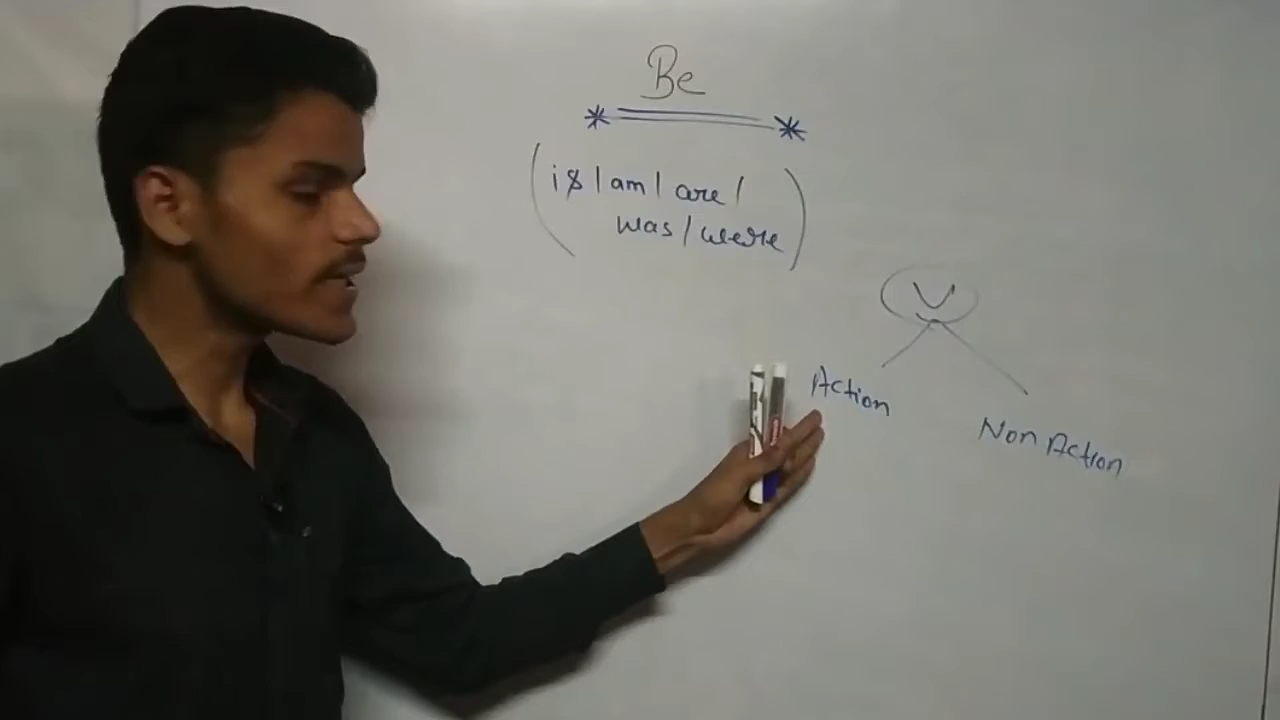 Be
(is/am/are/
was/were)
V
Action
Non Action